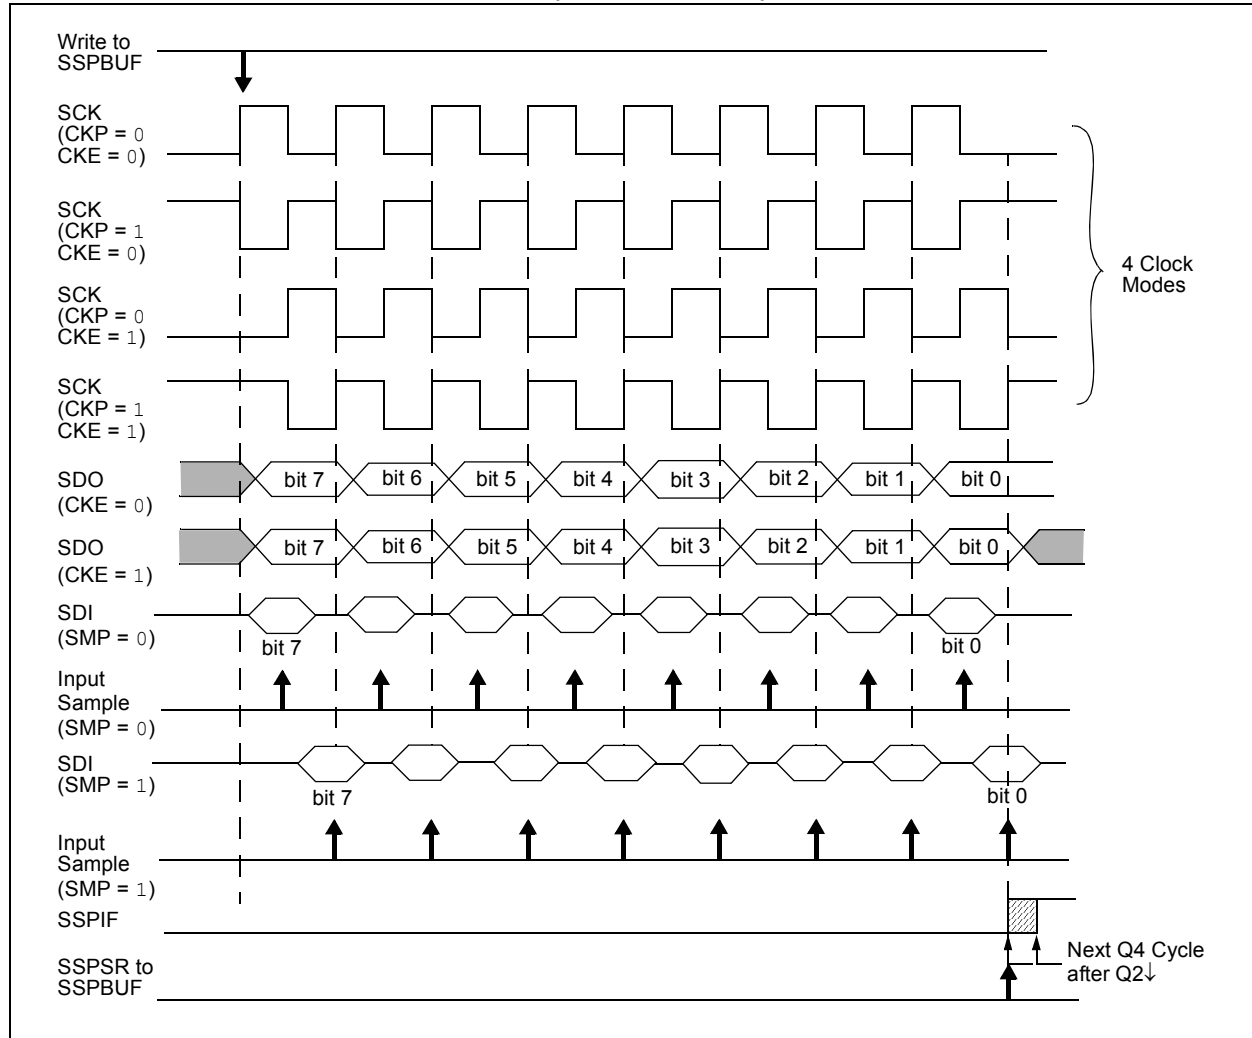 Write to
SSPBUF
SCK
(CKP = 0
CKE = 0)
SCK
(CKP = 1
CKE = 0)
4 Clock
Modes
SCK
(CKP = 0
CKE = 1)
SCK
(CKP = 1
CKE = 1)
SDO
(CKE = 0)
bit 7 bit 6 bit 5 bit 4 bit 3 bit 2 bit 1 bit 0
SDO
(CKE = 1)
bit 7 bit 6 bit 5 bit 4 bit 3 bit 2 bit 1 bit 0
SDI
(SMP = 0)
bit 7 bit 0
Input
Sample
(SMP = 0)
SDI
(SMP = 1)
bit 7 bit 0
Input
Sample
(SMP = 1)
SSPIF
Next Q4 Cycle
after Q2↓
SSPSR to
SSPBUF